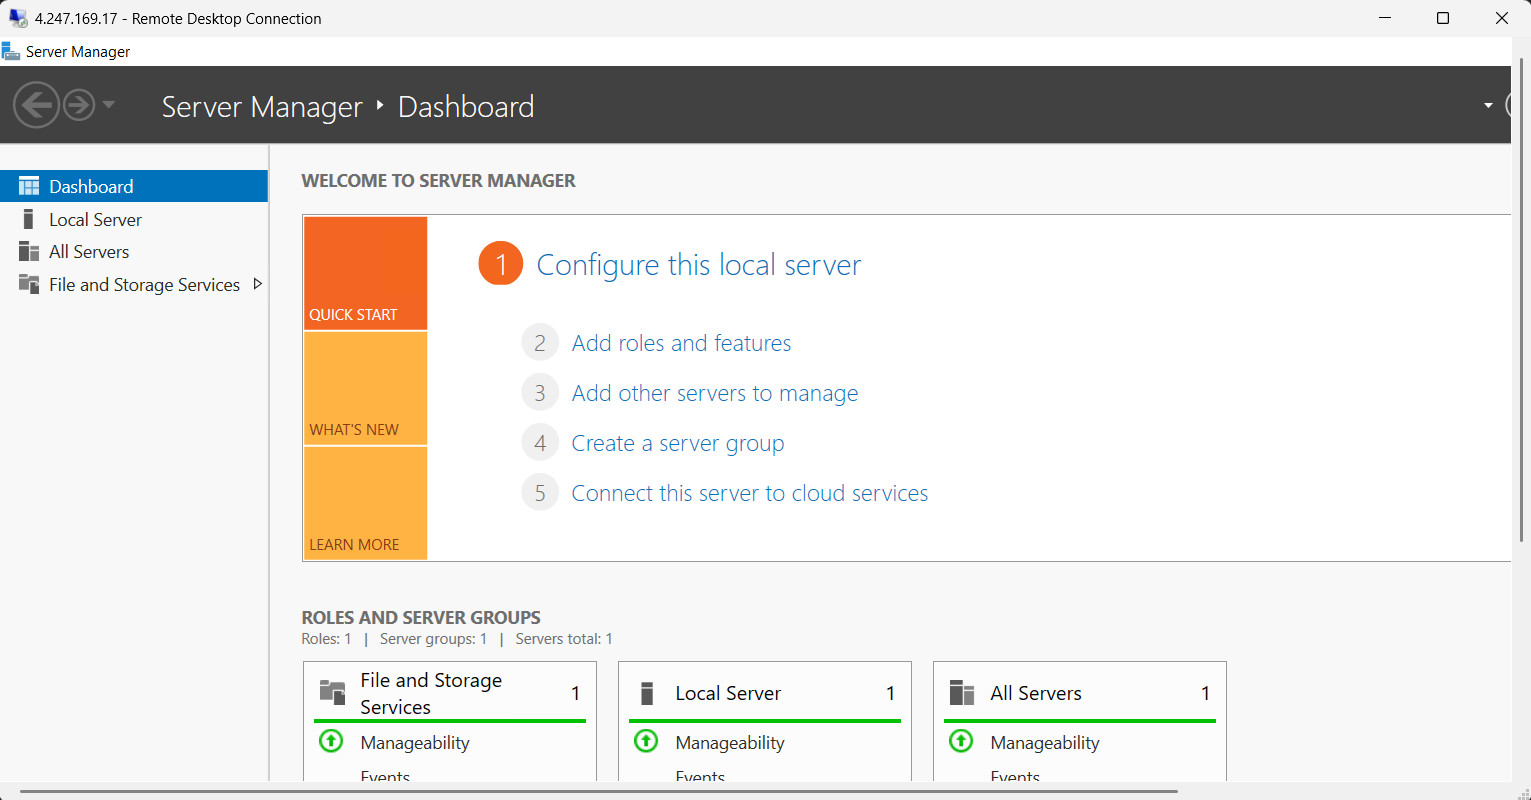 4.247.169.17 - Remote Desktop Connection
Server Manager
Server Manager Dashboard
Dashboard
Local Server
All Servers
File and Storage Services
WELCOME TO SERVER MANAGER
QUICK START
WHAT'S NEW
LEARN MORE
1 Configure this local server
2 Add roles and features
3 Add other servers to manage
4 Create a server group
5 Connect this server to cloud services
ROLES AND SERVER GROUPS
Roles: 1 | Server groups: 1 | Servers total: 1
File and Storage
Services 1
Manageability
Events
Local Server 1
Manageability
Events
All Servers 1
Manageability
Events